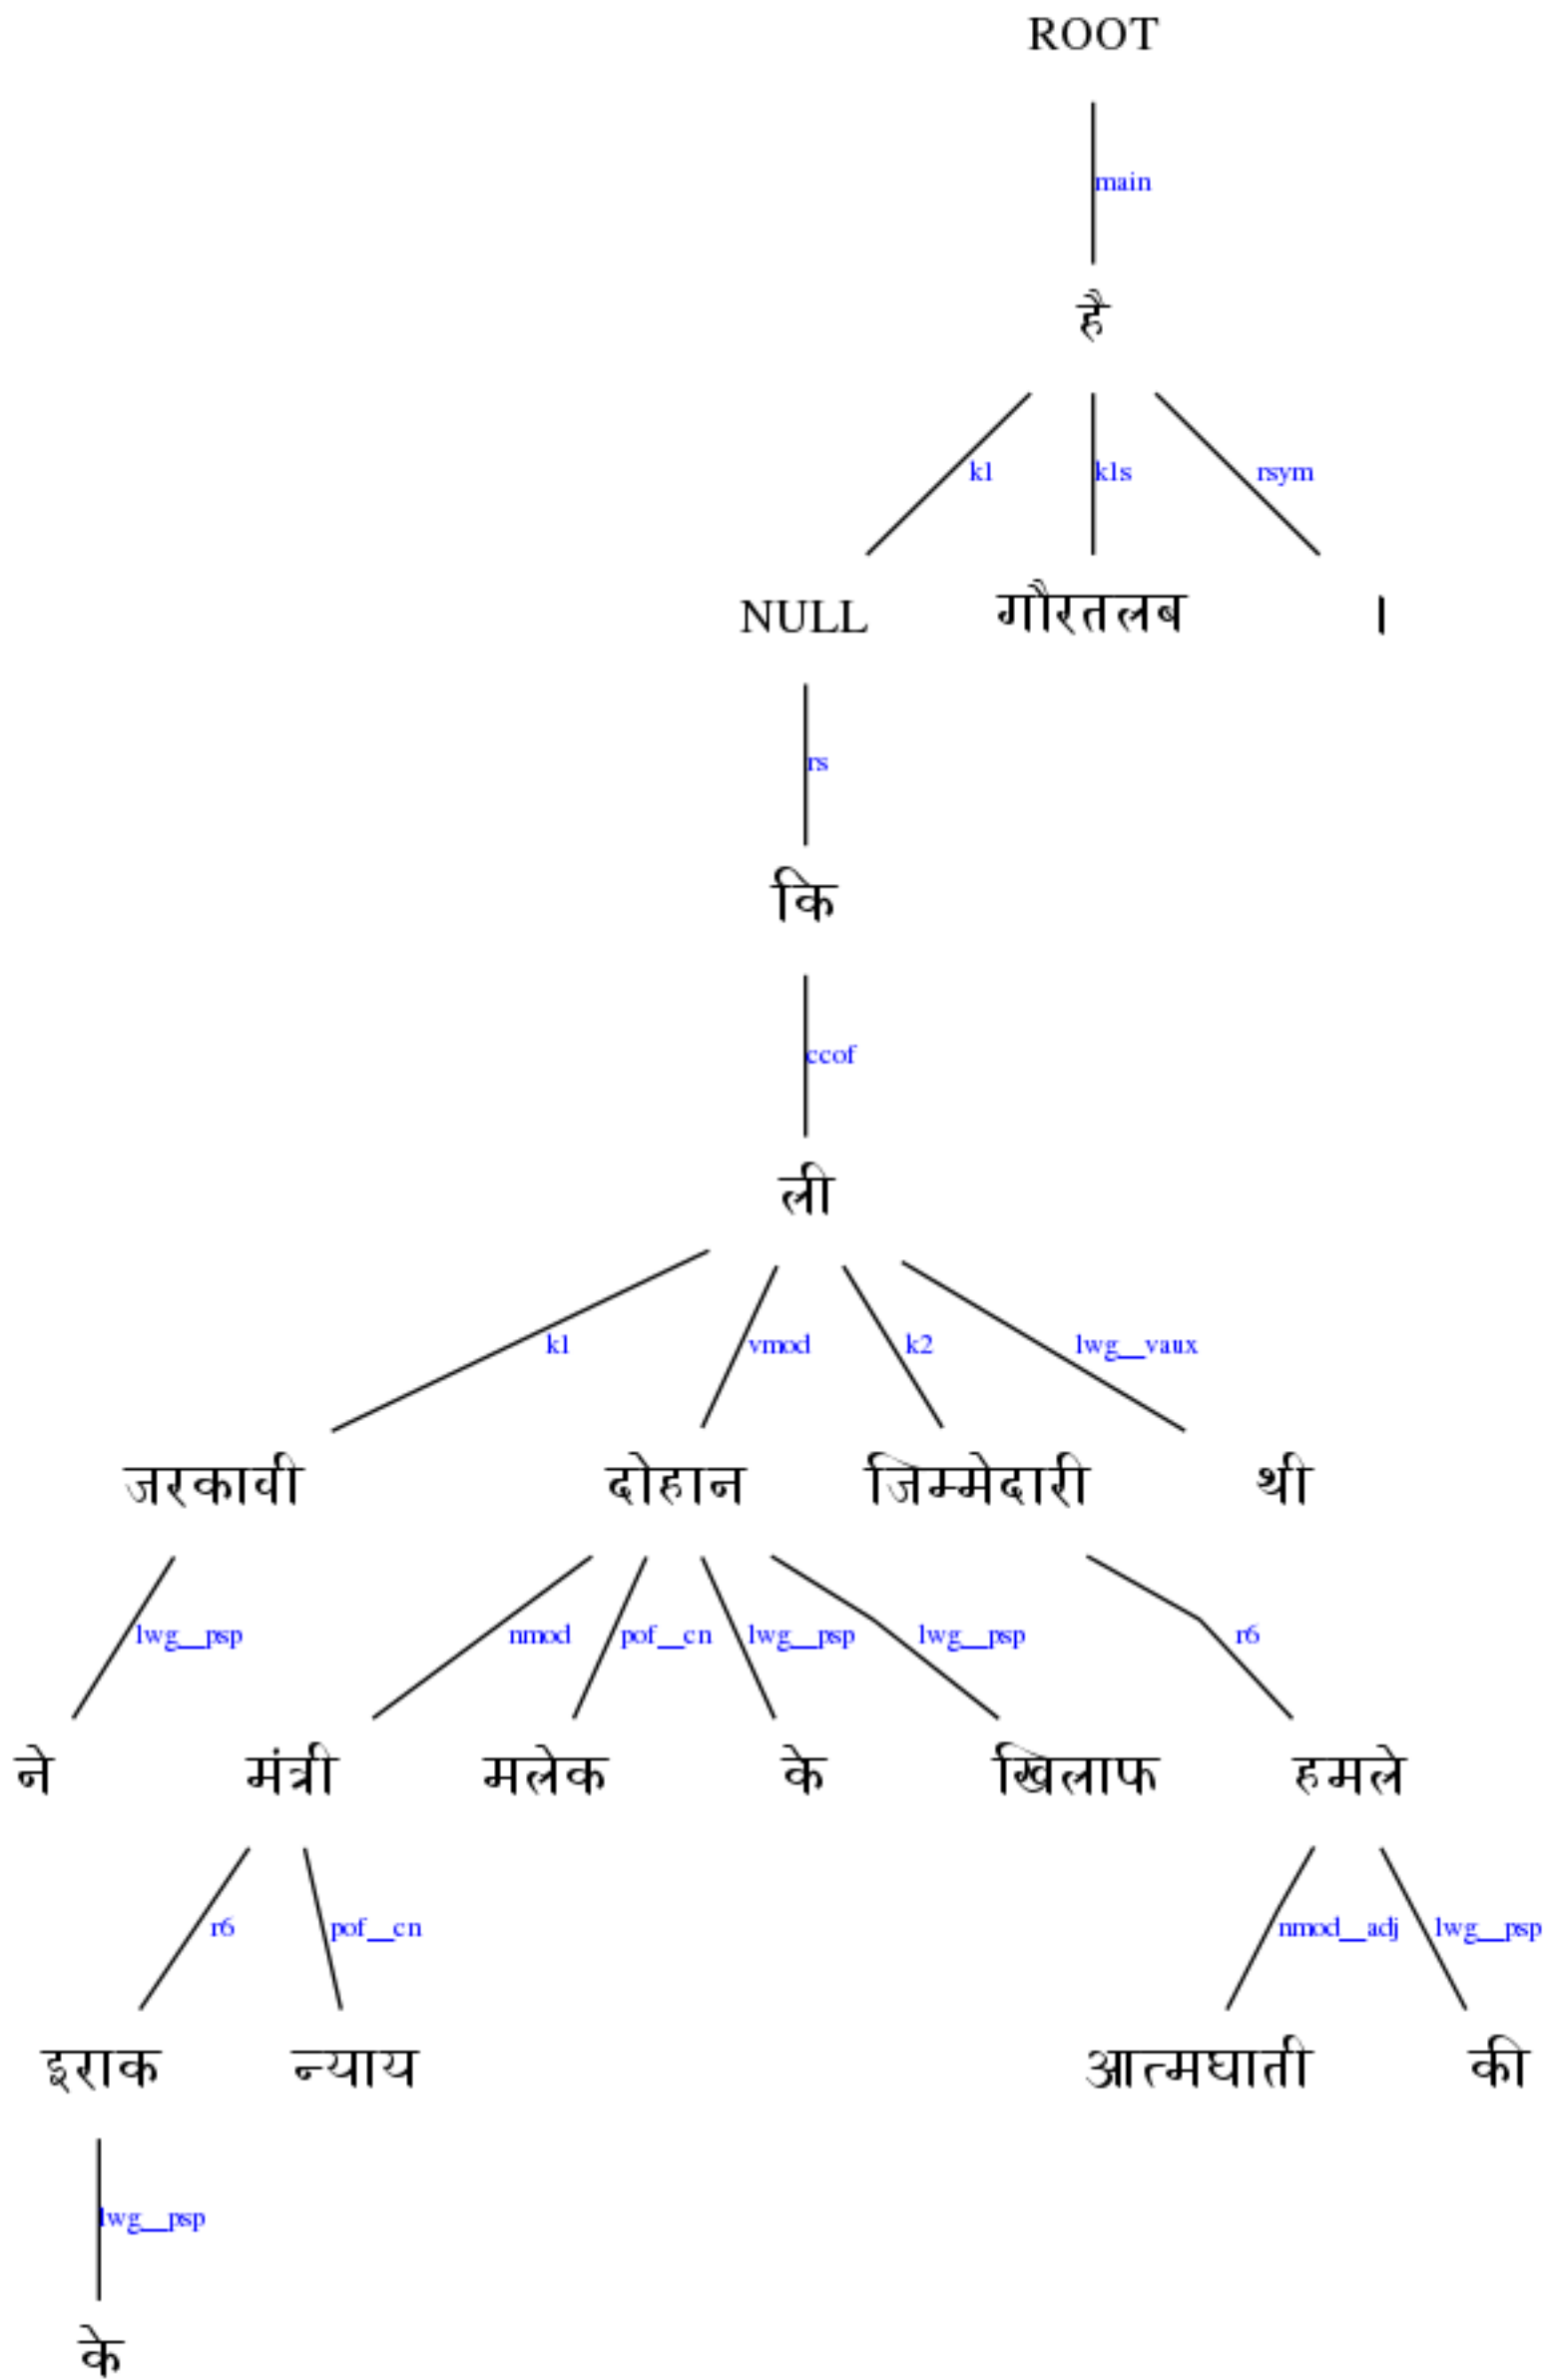 ROOT
main
है
k1 k1s rsym
NULL गौरतलब ।
rs
कि
ccof
ली
k1 vmod k2 lwg__vaux
जरकावी दोहान जिम्मेदारी थी
lwg__psp nmod pof__cn lwg__psp lwg__psp r6
ने मंत्री मलेक के खिलाफ हमले
r6 pof__cn nmod__adj lwg__psp
इराक न्याय आत्मघाती की
lwg__psp
के